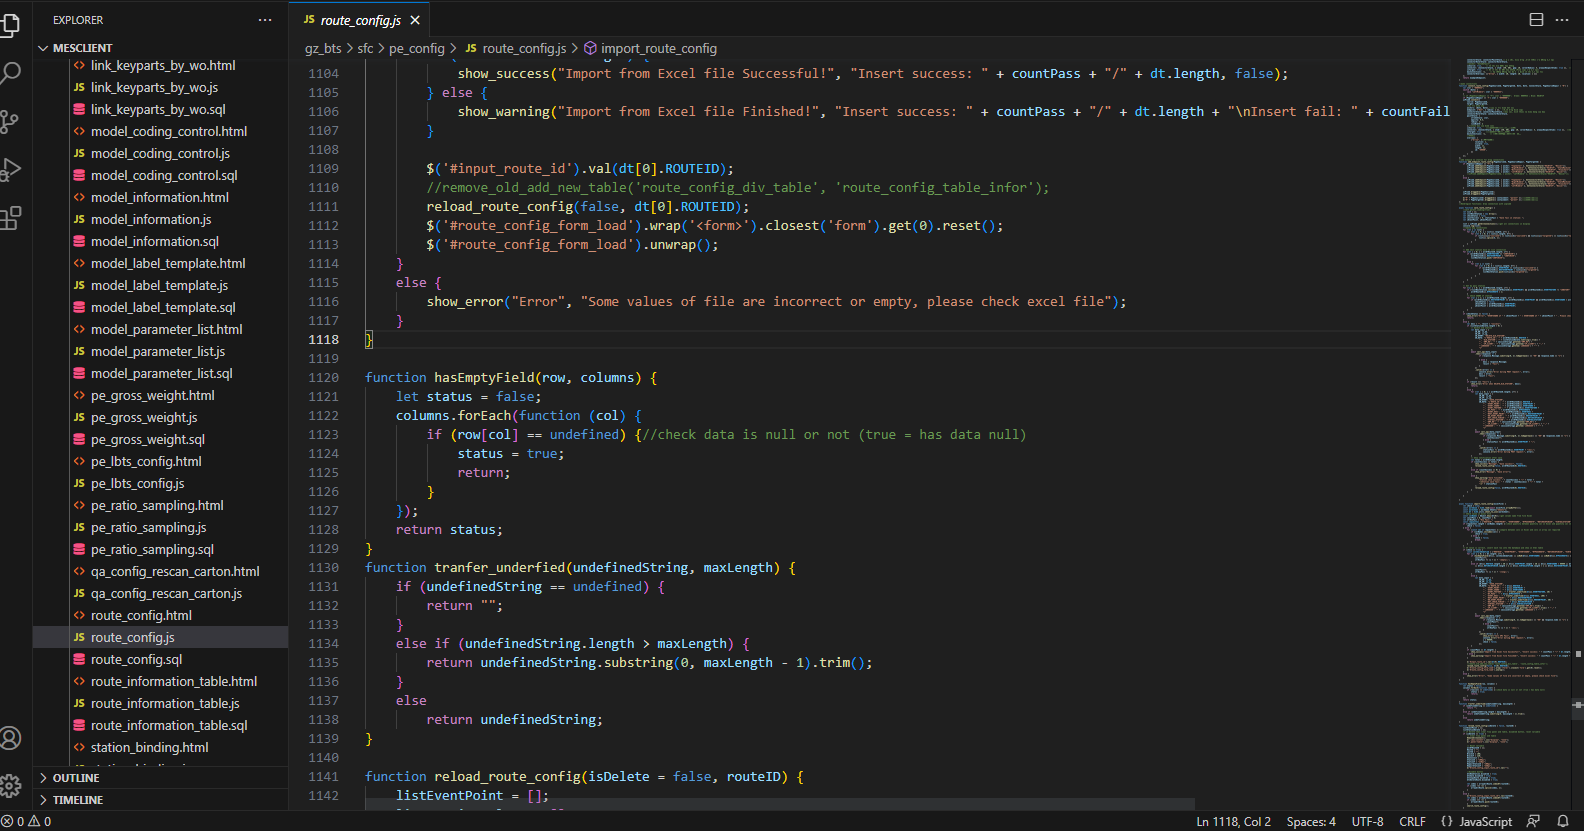 EXPLORER
MESCLIENT
link_keyparts_by_wo.html
link_keyparts_by_wo.js
link_keyparts_by_wo.sql
model_coding_control.html
model_coding_control.js
model_coding_control.sql
model_information.html
model_information.js
model_information.sql
model_label_template.html
model_label_template.js
model_label_template.sql
model_parameter_list.html
model_parameter_list.js
model_parameter_list.sql
pe_gross_weight.html
pe_gross_weight.js
pe_gross_weight.sql
pe_lbts_config.html
pe_lbts_config.js
pe_ratio_sampling.html
pe_ratio_sampling.js
pe_ratio_sampling.sql
qa_config_rescan_carton.html
qa_config_rescan_carton.js
route_config.html
route_config.js
route_config.sql
route_information_table.html
route_information_table.js
route_information_table.sql
station_binding.html
OUTLINE
TIMELINE
JS route_config.js
gz_bts > sfc > pe_config > JS route_config.js > import_route_config
1104 show_success("Import from Excel file Successful!", "Insert success: " + countPass + "/" + dt.length, false);
1105 } else {
1106 show_warning("Import from Excel file Finished!", "Insert success: " + countPass + "/" + dt.length + "\nInsert fail: " + countFail
1107 }
1108
1109 $('#input_route_id').val(dt[0].ROUTEID);
1110 //remove_old_add_new_table('route_config_div_table', 'route_config_table_infor');
1111 reload_route_config(false, dt[0].ROUTEID);
1112 $('#route_config_form_load').wrap('<form>').closest('form').get(0).reset();
1113 $('#route_config_form_load').unwrap();
1114 }
1115 else {
1116 show_error("Error", "Some values of file are incorrect or empty, please check excel file");
1117 }
1118 }
1119
1120 function hasEmptyField(row, columns) {
1121 let status = false;
1122 columns.forEach(function (col) {
1123 if (row[col] == undefined) {//check data is null or not (true = has data null)
1124 status = true;
1125 return;
1126 }
1127 });
1128 return status;
1129 }
1130 function tranfer_underfied(undefinedString, maxLength) {
1131 if (undefinedString == undefined) {
1132 return "";
1133 }
1134 else if (undefinedString.length > maxLength) {
1135 return undefinedString.substring(0, maxLength - 1).trim();
1136 }
1137 else
1138 return undefinedString;
1139 }
1140
1141 function reload_route_config(isDelete = false, routeID) {
1142 listEventPoint = [];
0 0
Ln 1118, Col 2 Spaces: 4 UTF-8 CRLF {} JavaScript